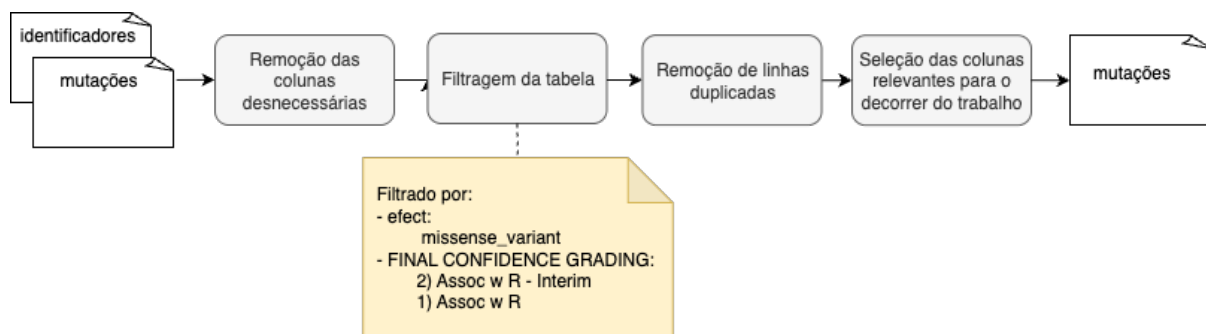 identificadores
mutações
Remoção das
colunas
desnecessárias
Filtragem da tabela
Remoção de linhas
duplicadas
Seleção das colunas
relevantes para o
decorrer do trabalho
mutações
Filtrado por:
- efect:
missense_variant
- FINAL CONFIDENCE GRADING:
2) Assoc w R - Interim
1) Assoc w R